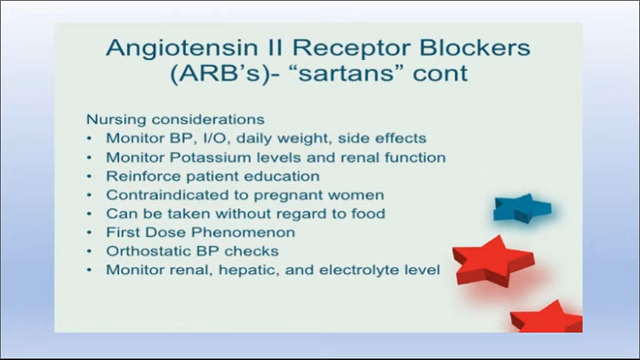 Angiotensin II Receptor Blockers
(ARB's)- “sartans” cont
Nursing considerations
• Monitor BP, I/O, daily weight, side effects
• Monitor Potassium levels and renal function
• Reinforce patient education
• Contraindicated to pregnant women
• Can be taken without regard to food
• First Dose Phenomenon
• Orthostatic BP checks
• Monitor renal, hepatic, and electrolyte level